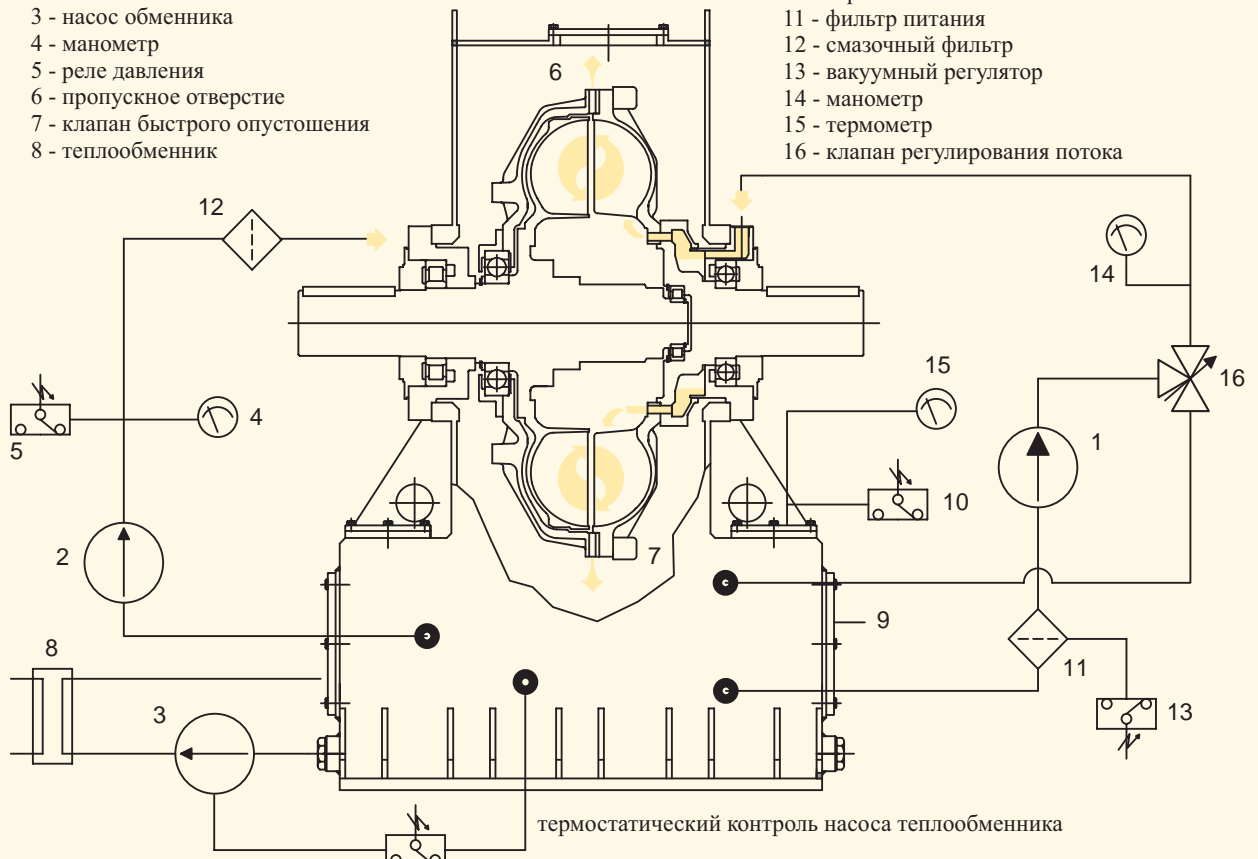 3 - насос обменника
4 - манометр
5 - реле давления
6 - пропускное отверстие
7 - клапан быстрого опустошения
8 - теплообменник
11 - фильтр питания
12 - смазочный фильтр
13 - вакуумный регулятор
14 - манометр
15 - термометр
16 - клапан регулирования потока
6
12
14
15
16
4
5
1
10
2
7
9
8
11
3
13
термостатический контроль насоса теплообменника